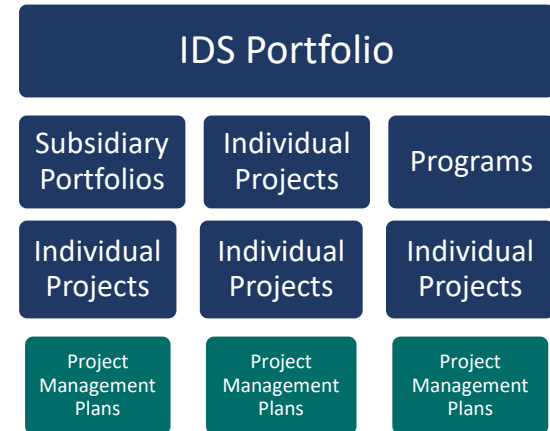 IDS Portfolio
Subsidiary
Portfolios
Individual
Projects
Programs
Individual
Projects
Individual
Projects
Individual
Projects
Project
Management
Plans
Project
Management
Plans
Project
Management
Plans